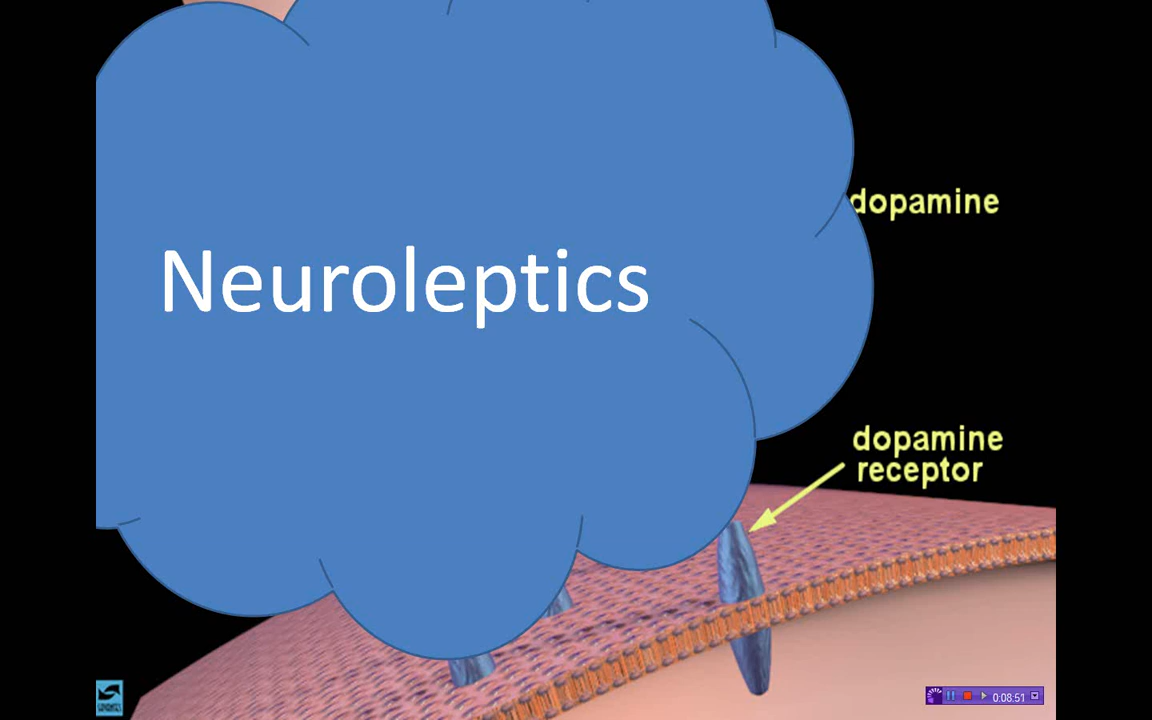 dopamine
Neuroleptics
dopamine
receptor
0:08:51